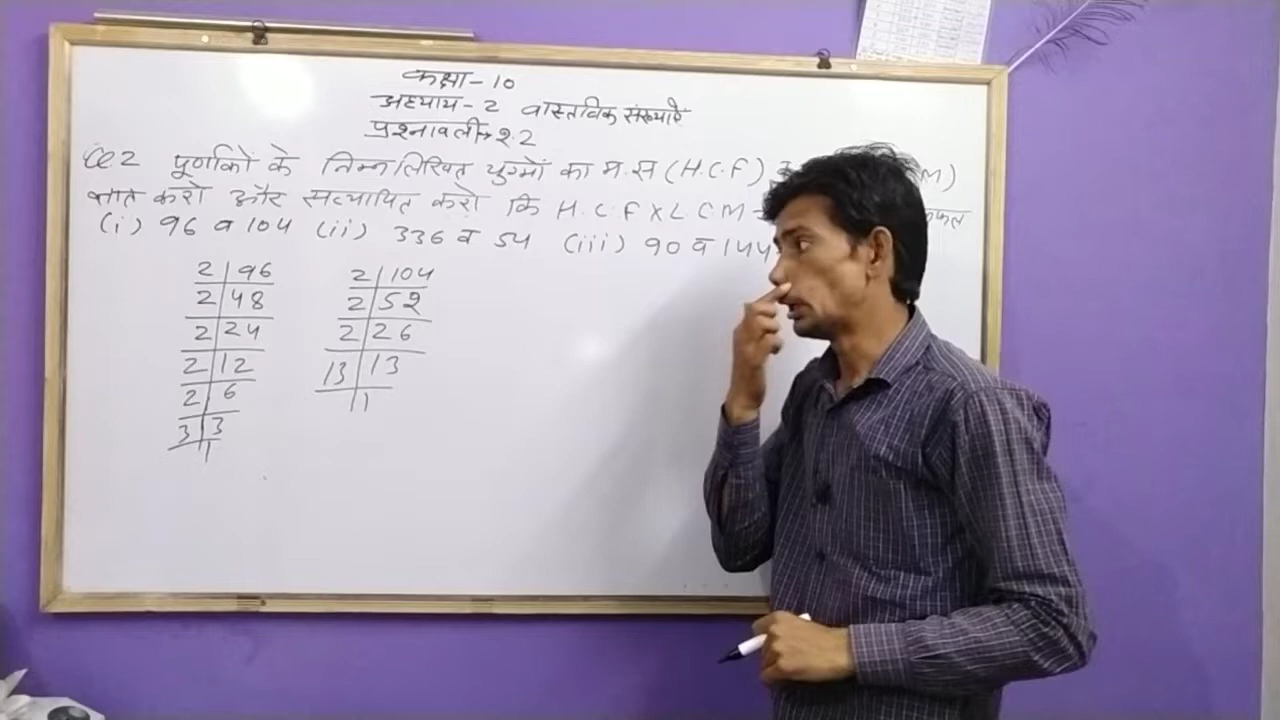 कक्षा - 10
अध्याय - 2 वास्तविक संख्याएँ
प्रश्नावली → 2.2
Q 2 पूर्णांकों के निम्नलिखित युग्मों का म.स (H.C.F) M)
ज्ञात करो और सत्यापित करो कि H.C.F X L.C.M =
(i) 96 व 104 (ii) 336 व 54 (iii) 90 व 144
2 | 96 2 | 104
2 | 48 2 | 52
2 | 24 2 | 26
2 | 12 13 | 13
2 | 6 | 1
3 | 3
| 1